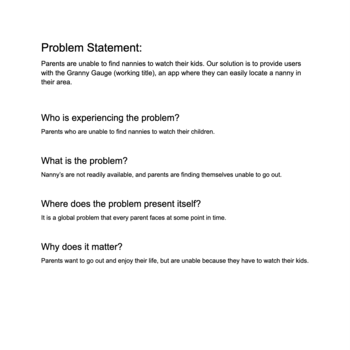 Problem Statement:
Parents are unable to find nannies to watch their kids. Our solution is to provide users
with the Granny Gauge (working title), an app where they can easily locate a nanny in
their area.
Who is experiencing the problem?
Parents who are unable to find nannies to watch their children.
What is the problem?
Nanny's are not readily available, and parents are finding themselves unable to go out.
Where does the problem present itself?
It is a global problem that every parent faces at some point in time.
Why does it matter?
Parents want to go out and enjoy their life, but are unable because they have to watch their kids.